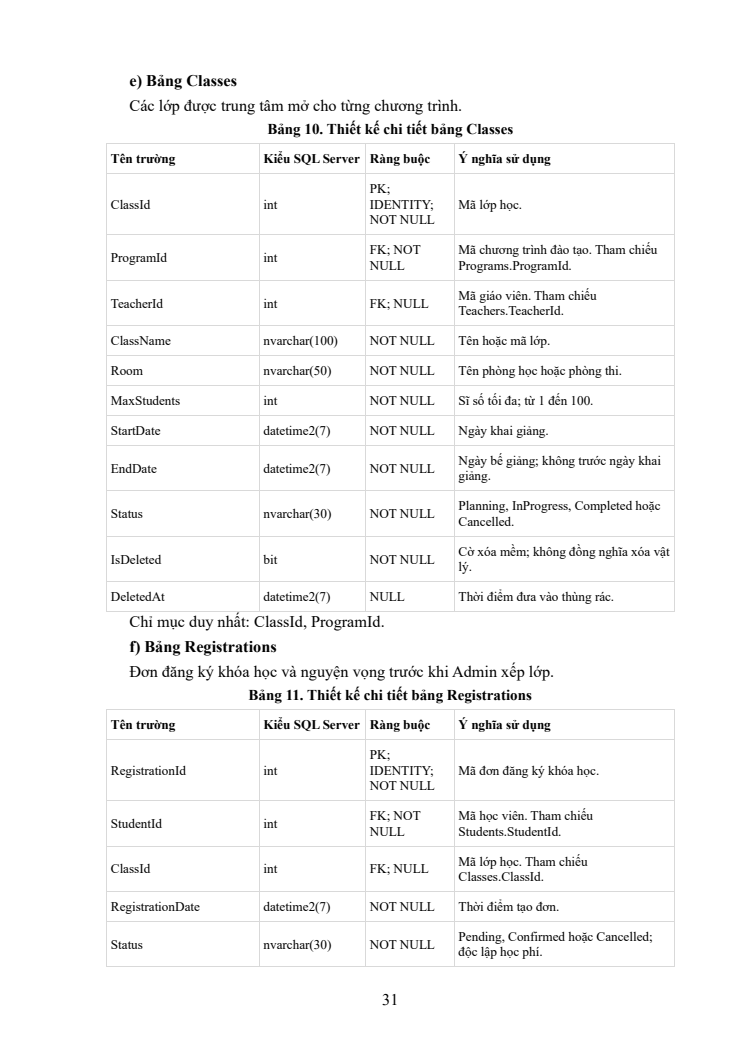 e) Bảng Classes
Các lớp được trung tâm mở cho từng chương trình.
Bảng 10. Thiết kế chi tiết bảng Classes
Tên trường Kiểu SQL Server Ràng buộc Ý nghĩa sử dụng
ClassId int PK; IDENTITY; NOT NULL Mã lớp học.
ProgramId int FK; NOT NULL Mã chương trình đào tạo. Tham chiếu Programs.ProgramId.
TeacherId int FK; NULL Mã giáo viên. Tham chiếu Teachers.TeacherId.
ClassName nvarchar(100) NOT NULL Tên hoặc mã lớp.
Room nvarchar(50) NOT NULL Tên phòng học hoặc phòng thi.
MaxStudents int NOT NULL Sĩ số tối đa; từ 1 đến 100.
StartDate datetime2(7) NOT NULL Ngày khai giảng.
EndDate datetime2(7) NOT NULL Ngày bế giảng; không trước ngày khai giảng.
Status nvarchar(30) NOT NULL Planning, InProgress, Completed hoặc Cancelled.
IsDeleted bit NOT NULL Cờ xóa mềm; không đồng nghĩa xóa vật lý.
DeletedAt datetime2(7) NULL Thời điểm đưa vào thùng rác.
Chỉ mục duy nhất: ClassId, ProgramId.
f) Bảng Registrations
Đơn đăng ký khóa học và nguyện vọng trước khi Admin xếp lớp.
Bảng 11. Thiết kế chi tiết bảng Registrations
Tên trường Kiểu SQL Server Ràng buộc Ý nghĩa sử dụng
RegistrationId int PK; IDENTITY; NOT NULL Mã đơn đăng ký khóa học.
StudentId int FK; NOT NULL Mã học viên. Tham chiếu Students.StudentId.
ClassId int FK; NULL Mã lớp học. Tham chiếu Classes.ClassId.
RegistrationDate datetime2(7) NOT NULL Thời điểm tạo đơn.
Status nvarchar(30) NOT NULL Pending, Confirmed hoặc Cancelled; độc lập học phí.
31